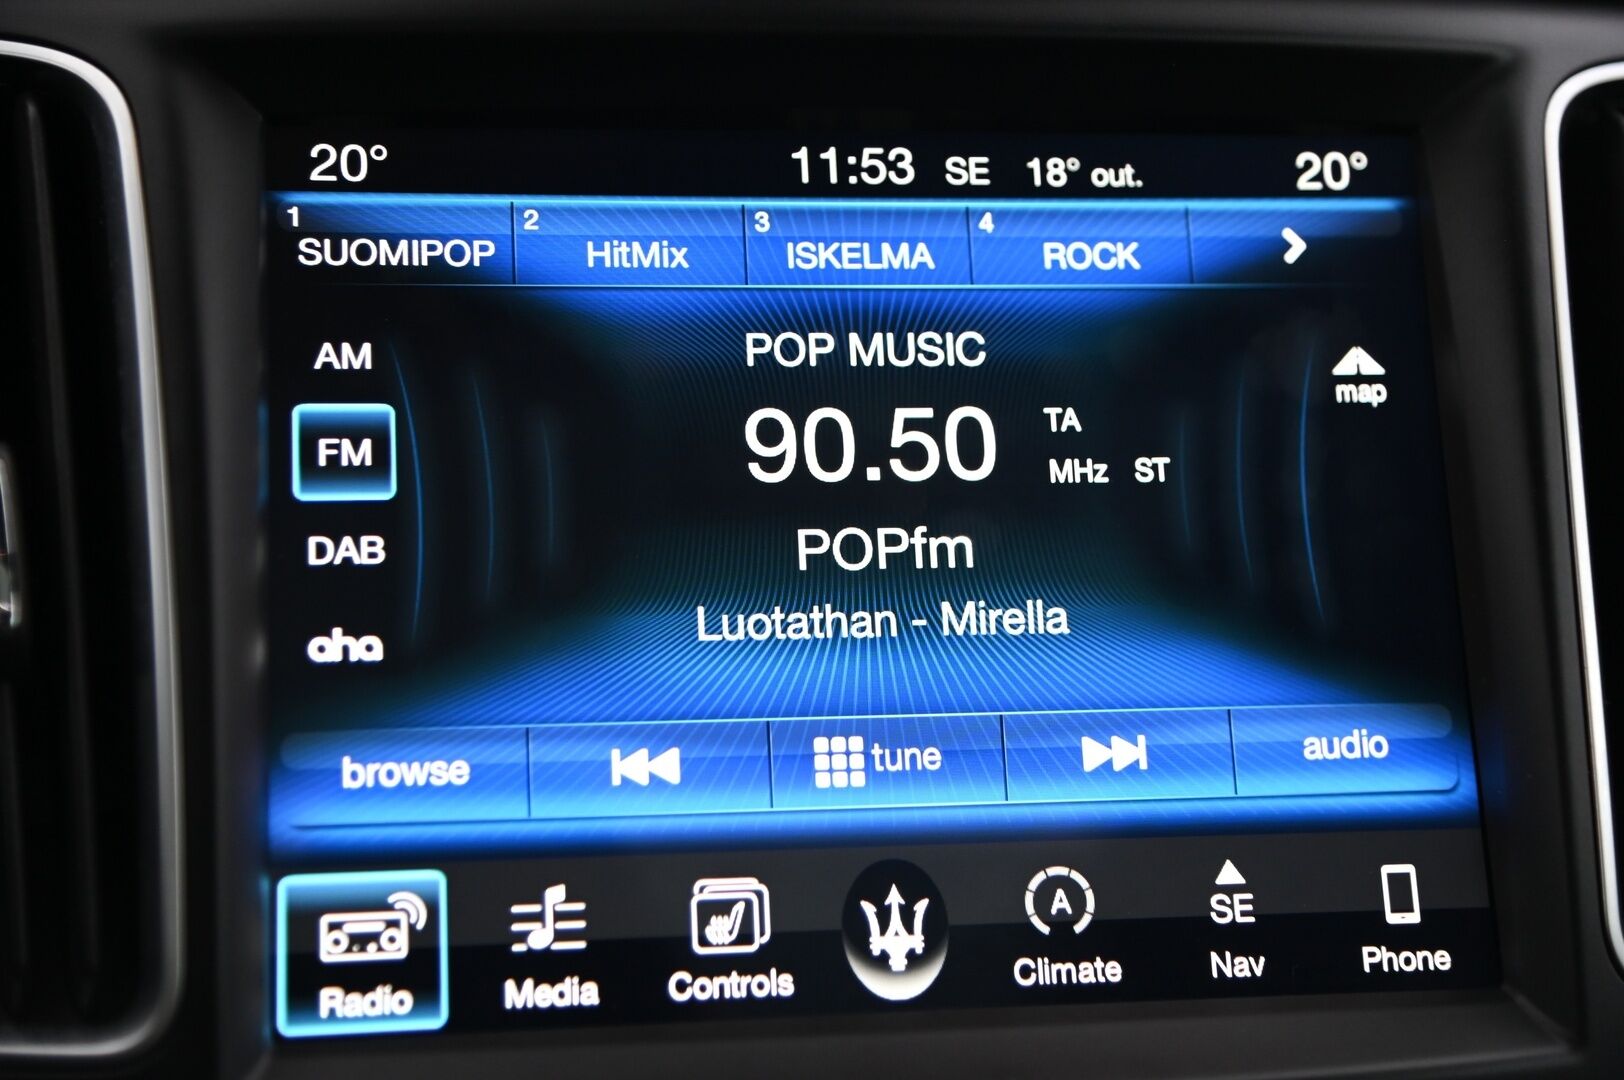 20° 11:53 SE 18° out. 20°
1 SUOMIPOP 2 HitMix 3 ISKELMA 4 ROCK
POP MUSIC
AM
map
90.50 TA
FM
MHz ST
DAB
POPfm
Luotathan - Mirella
aha
browse tune audio
A
SE
Radio Media Controls Climate Nav Phone